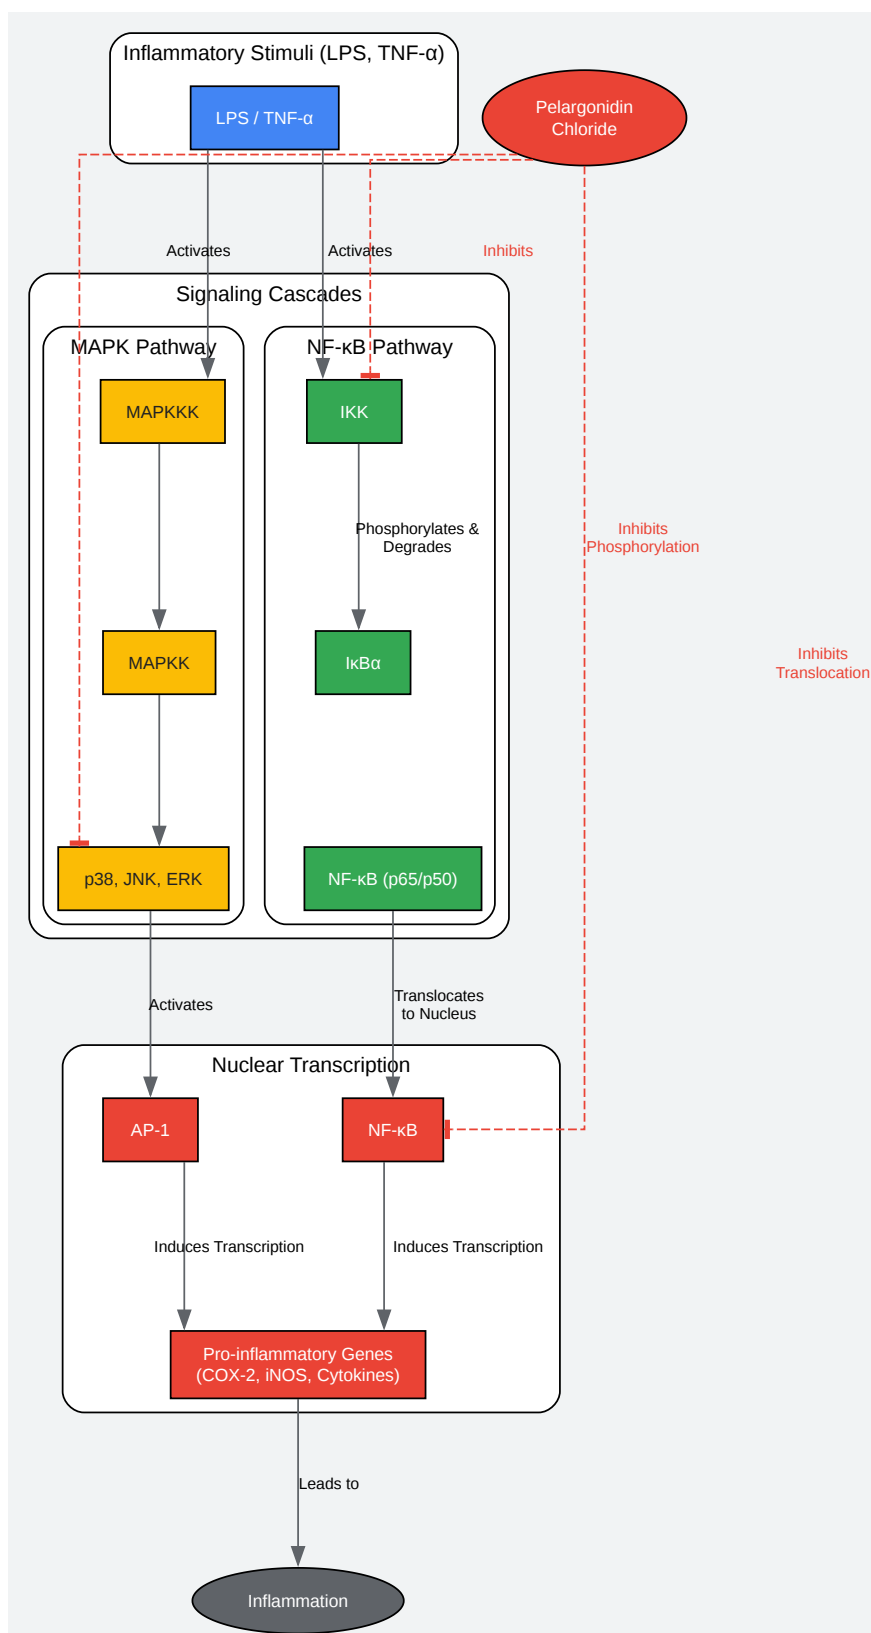 Inflammatory Stimuli (LPS, TNF-α)
LPS / TNF-α
Pelargonidin
Chloride
Activates
Activates
Inhibits
Signaling Cascades
MAPK Pathway
NF-κB Pathway
MAPKKK
IKK
Phosphorylates &
Degrades
Inhibits
Phosphorylation
MAPKK
IκBα
Inhibits
Translocation
p38, JNK, ERK
NF-κB (p65/p50)
Activates
Translocates
to Nucleus
Nuclear Transcription
AP-1
NF-κB
Induces Transcription
Induces Transcription
Pro-inflammatory Genes
(COX-2, iNOS, Cytokines)
Leads to
Inflammation